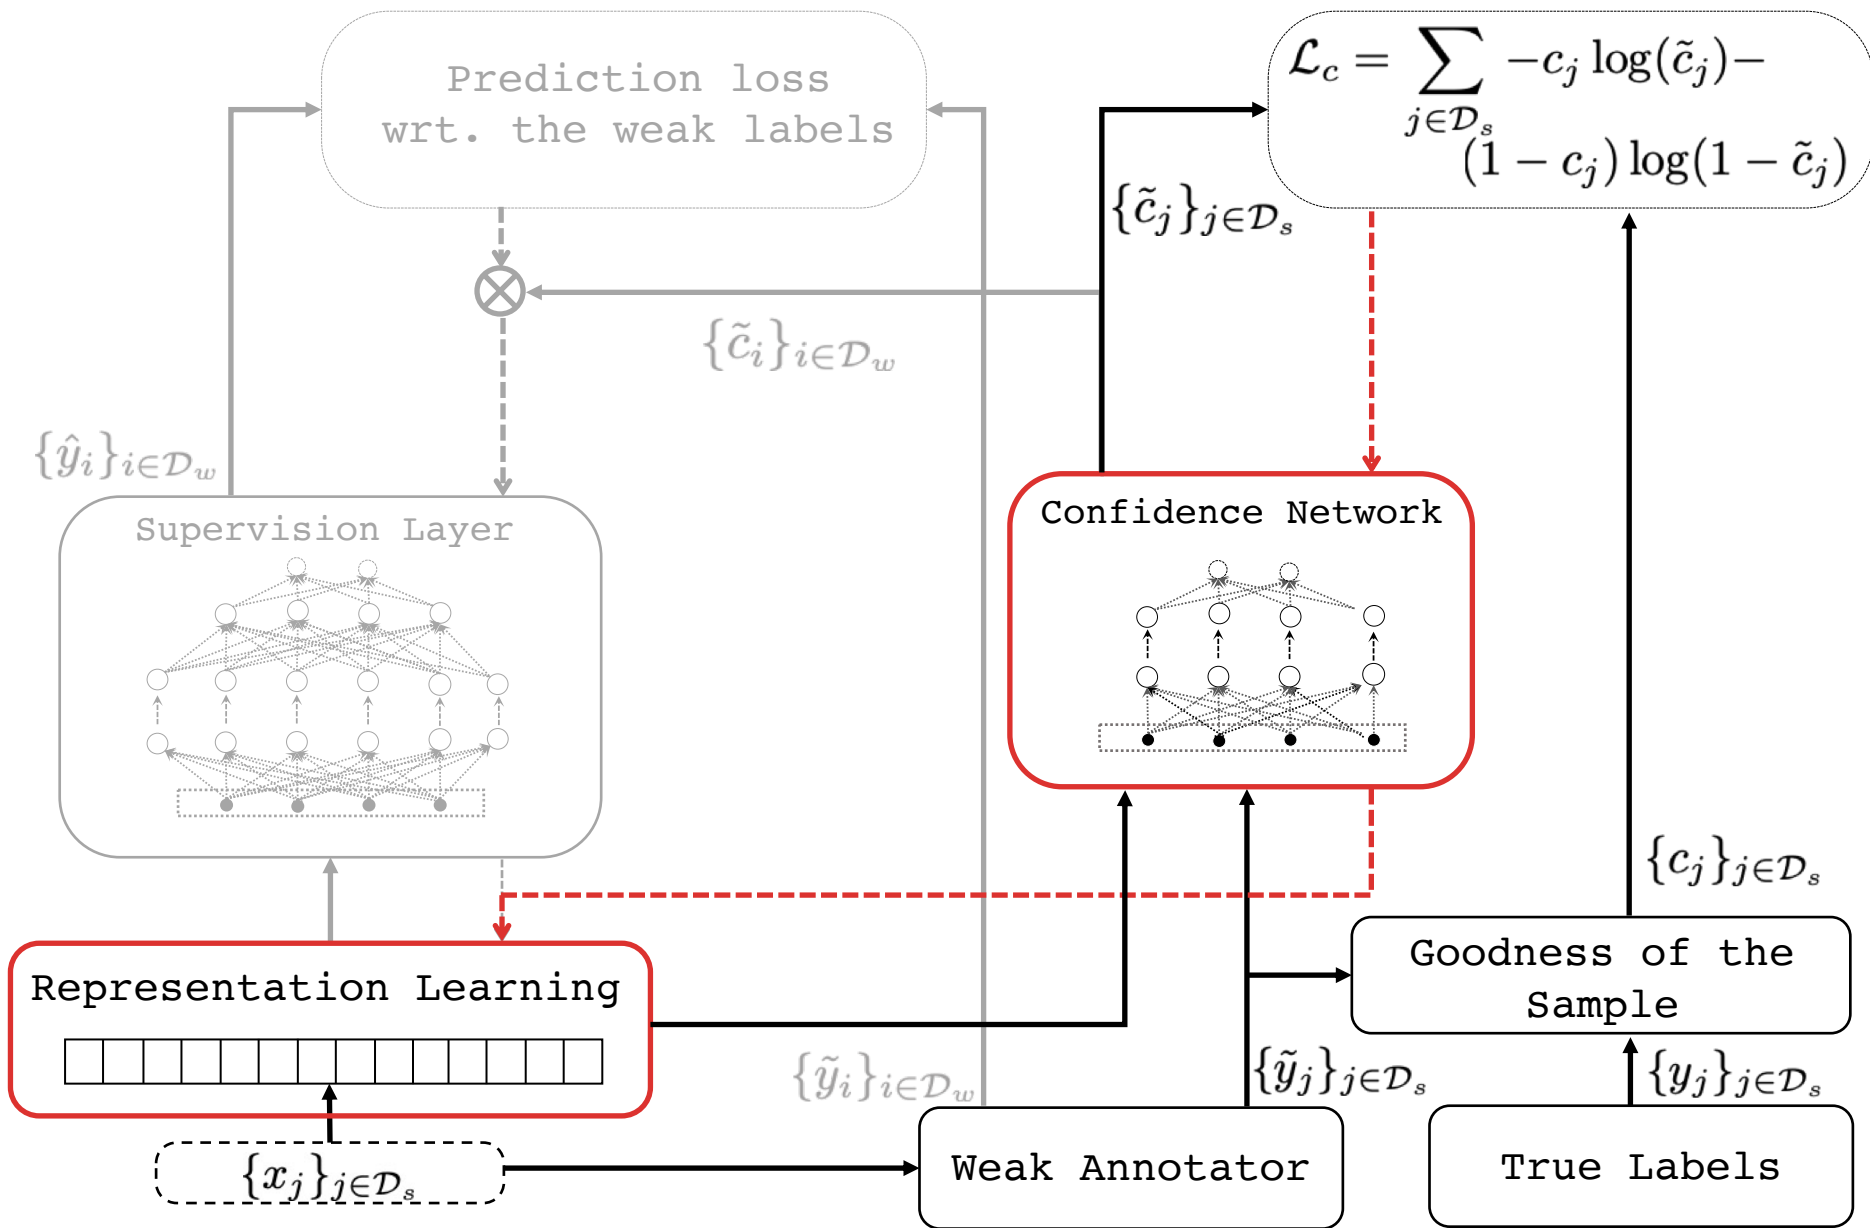 Prediction loss
wrt. the weak labels
$\mathcal{L}_c = \sum_{j \in \mathcal{D}_s} -c_j \log(\tilde{c}_j) -$
$(1 - c_j) \log(1 - \tilde{c}_j)$
$\{\tilde{c}_j\}_{j \in \mathcal{D}_s}$
$\{\tilde{c}_i\}_{i \in \mathcal{D}_w}$
$\{\hat{y}_i\}_{i \in \mathcal{D}_w}$
Supervision Layer
Confidence Network
$\{c_j\}_{j \in \mathcal{D}_s}$
Representation Learning
Goodness of the
Sample
$\{\tilde{y}_i\}_{i \in \mathcal{D}_w}$
$\{\tilde{y}_j\}_{j \in \mathcal{D}_s}$
$\{y_j\}_{j \in \mathcal{D}_s}$
$\{x_j\}_{j \in \mathcal{D}_s}$
Weak Annotator
True Labels